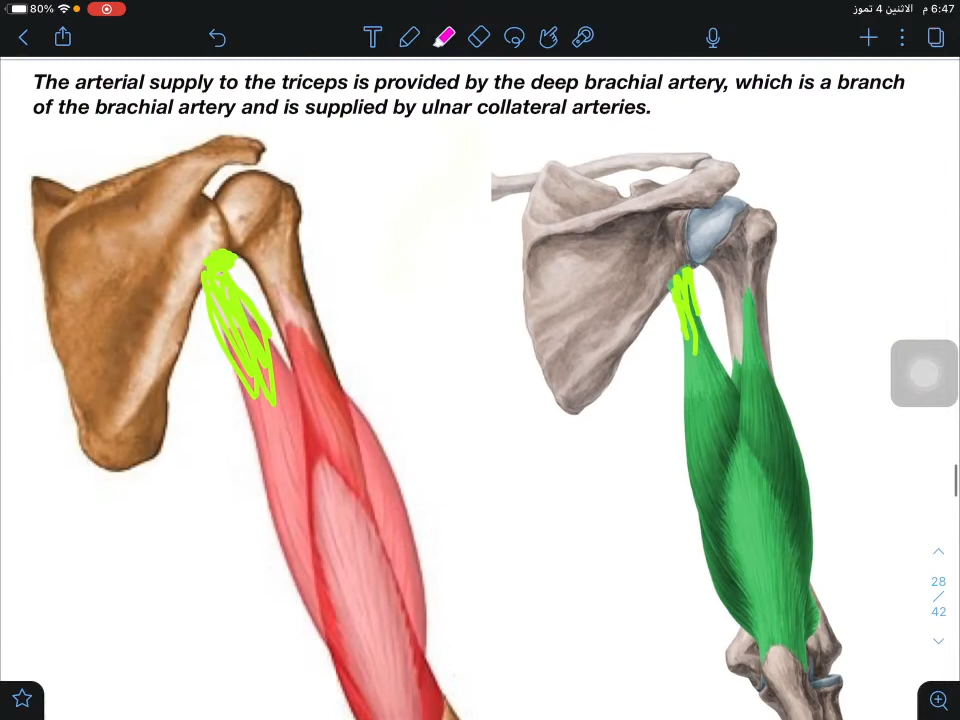 80%
6:47 م الاثنين 4 تموز
The arterial supply to the triceps is provided by the deep brachial artery, which is a branch
of the brachial artery and is supplied by ulnar collateral arteries.
28
/
42